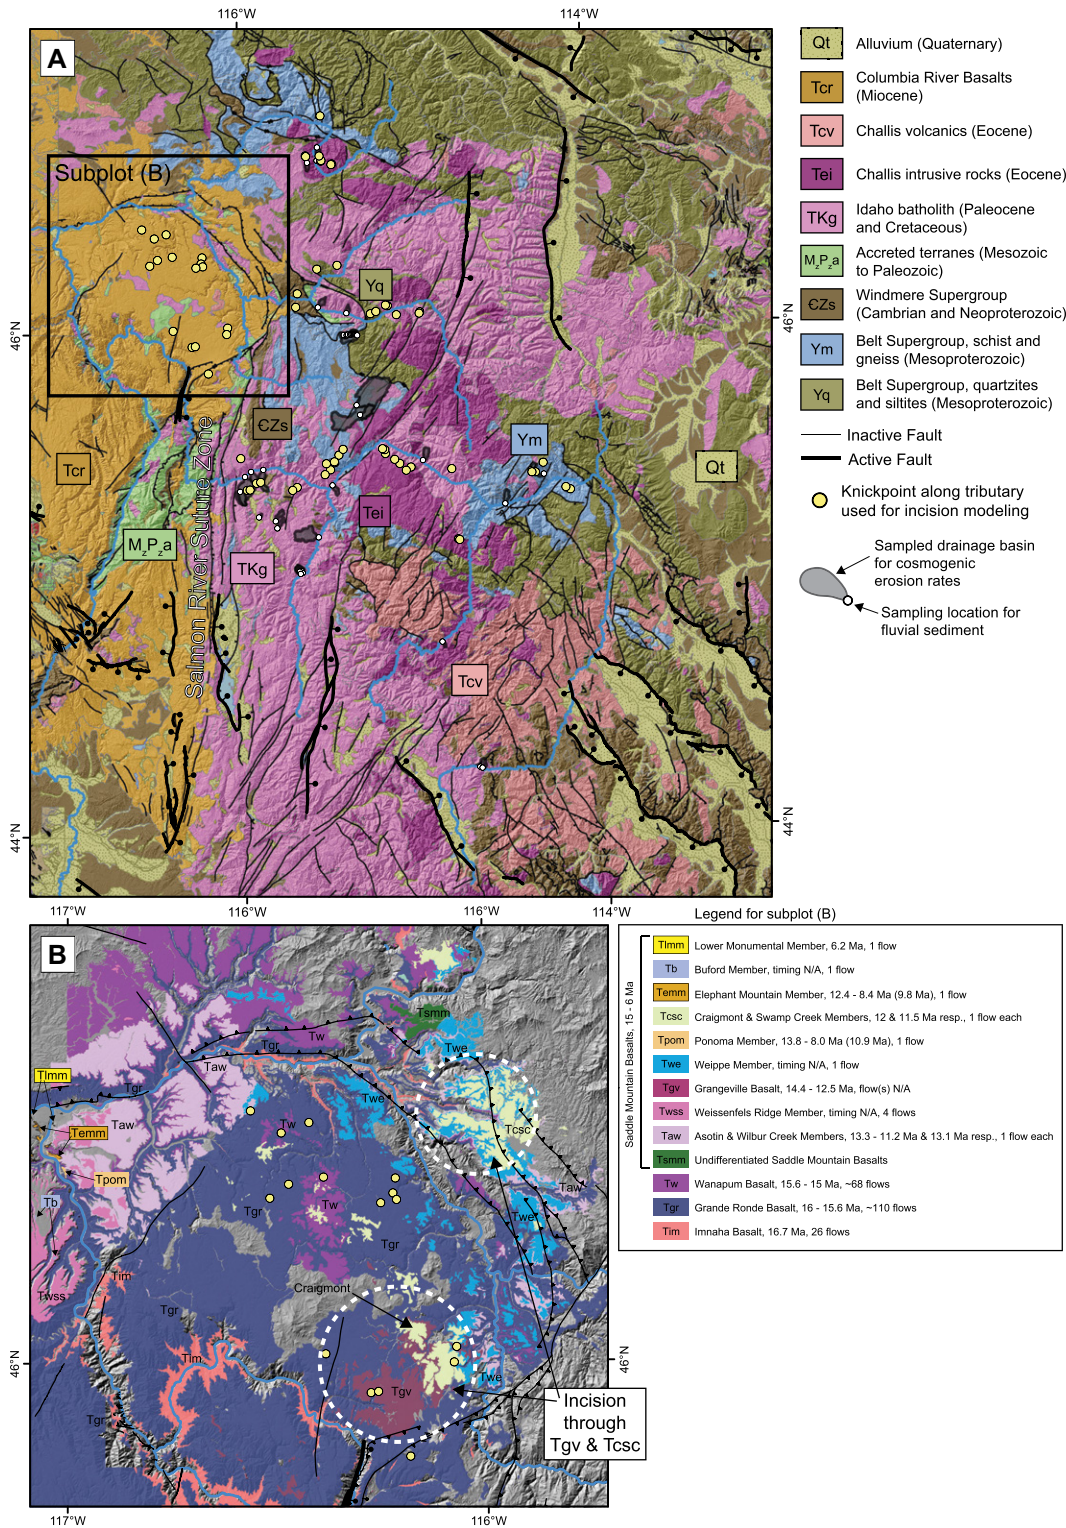 116°W
114°W
A
Subplot (B)
46°N
46°N
Yq
ЄZs
Ym
Qt
Tcr
Tei
MzPza
TKg
Salmon River Suture Zone
Tcv
44°N
44°N
117°W
116°W
116°W
114°W
Qt
Alluvium (Quaternary)
Tcr
Columbia River Basalts
(Miocene)
Tcv
Challis volcanics (Eocene)
Tei
Challis intrusive rocks (Eocene)
TKg
Idaho batholith (Paleocene
and Cretaceous)
MzPza
Accreted terranes (Mesozoic
to Paleozoic)
ЄZs
Windmere Supergroup
(Cambrian and Neoproterozoic)
Ym
Belt Supergroup, schist and
gneiss (Mesoproterozoic)
Yq
Belt Supergroup, quartzites
and siltites (Mesoproterozoic)
Inactive Fault
Active Fault
Knickpoint along tributary
used for incision modeling
Sampled drainage basin
for cosmogenic
erosion rates
Sampling location for
fluvial sediment
B
Tsmm
Tw
Tgr
Twe
Taw
Tlmm
Tgr
Twe
Taw
Tcsc
Temm
Tw
Tpom
Taw
Tb
Tw
Tgr
Twe
Tgr
Tim
Craigmont
Twss
Tgr
Tim
46°N
46°N
Twe
Tgv
Tgr
Incision
through
Tgv & Tcsc
117°W
116°W
Legend for subplot (B)
Saddle Mountain Basalts, 15 - 6 Ma
Tlmm
Lower Monumental Member, 6.2 Ma, 1 flow
Tb
Buford Member, timing N/A, 1 flow
Temm
Elephant Mountain Member, 12.4 - 8.4 Ma (9.8 Ma), 1 flow
Tcsc
Craigmont & Swamp Creek Members, 12 & 11.5 Ma resp., 1 flow each
Tpom
Ponoma Member, 13.8 - 8.0 Ma (10.9 Ma), 1 flow
Twe
Weippe Member, timing N/A, 1 flow
Tgv
Grangeville Basalt, 14.4 - 12.5 Ma, flow(s) N/A
Twss
Weissenfels Ridge Member, timing N/A, 4 flows
Taw
Asotin & Wilbur Creek Members, 13.3 - 11.2 Ma & 13.1 Ma resp., 1 flow each
Tsmm
Undifferentiated Saddle Mountain Basalts
Tw
Wanapum Basalt, 15.6 - 15 Ma, ~68 flows
Tgr
Grande Ronde Basalt, 16 - 15.6 Ma, ~110 flows
Tim
Imnaha Basalt, 16.7 Ma, 26 flows